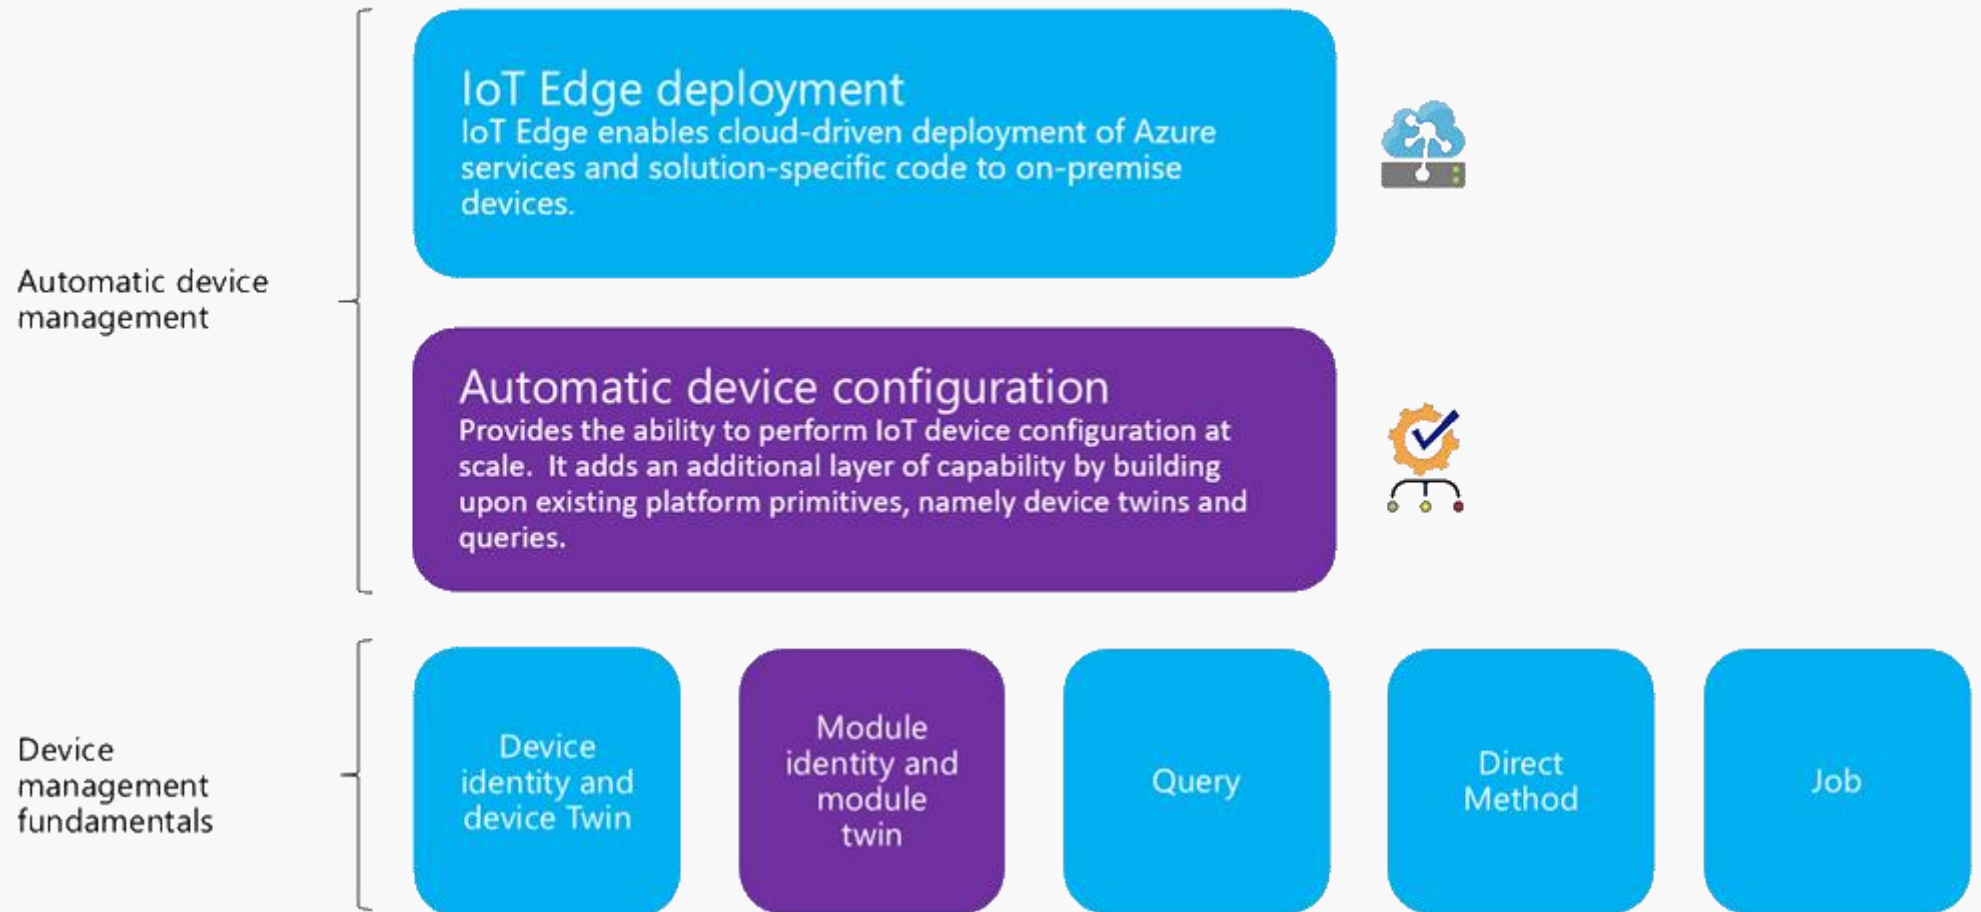 IoT Edge deployment
IoT Edge enables cloud-driven deployment of Azure
services and solution-specific code to on-premise
devices.
Automatic device
management
Automatic device configuration
Provides the ability to perform IoT device configuration at
scale.  It adds an additional layer of capability by building
upon existing platform primitives, namely device twins and
queries.
Device
management
fundamentals
Device
identity and
device Twin
Module
identity and
module
twin
Query
Direct
Method
Job